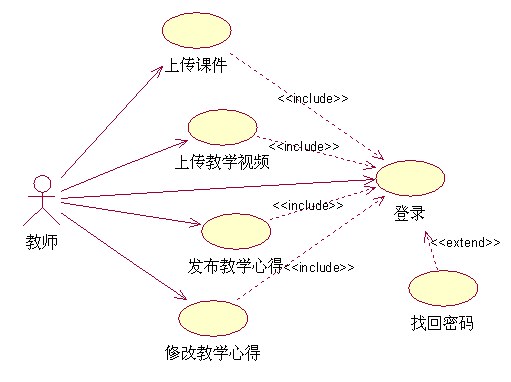 上传课件
<<include>>
上传教学视频
<<include>>
教师
登录
<<include>>
发布教学心得
<<include>>
<<extend>>
找回密码
修改教学心得